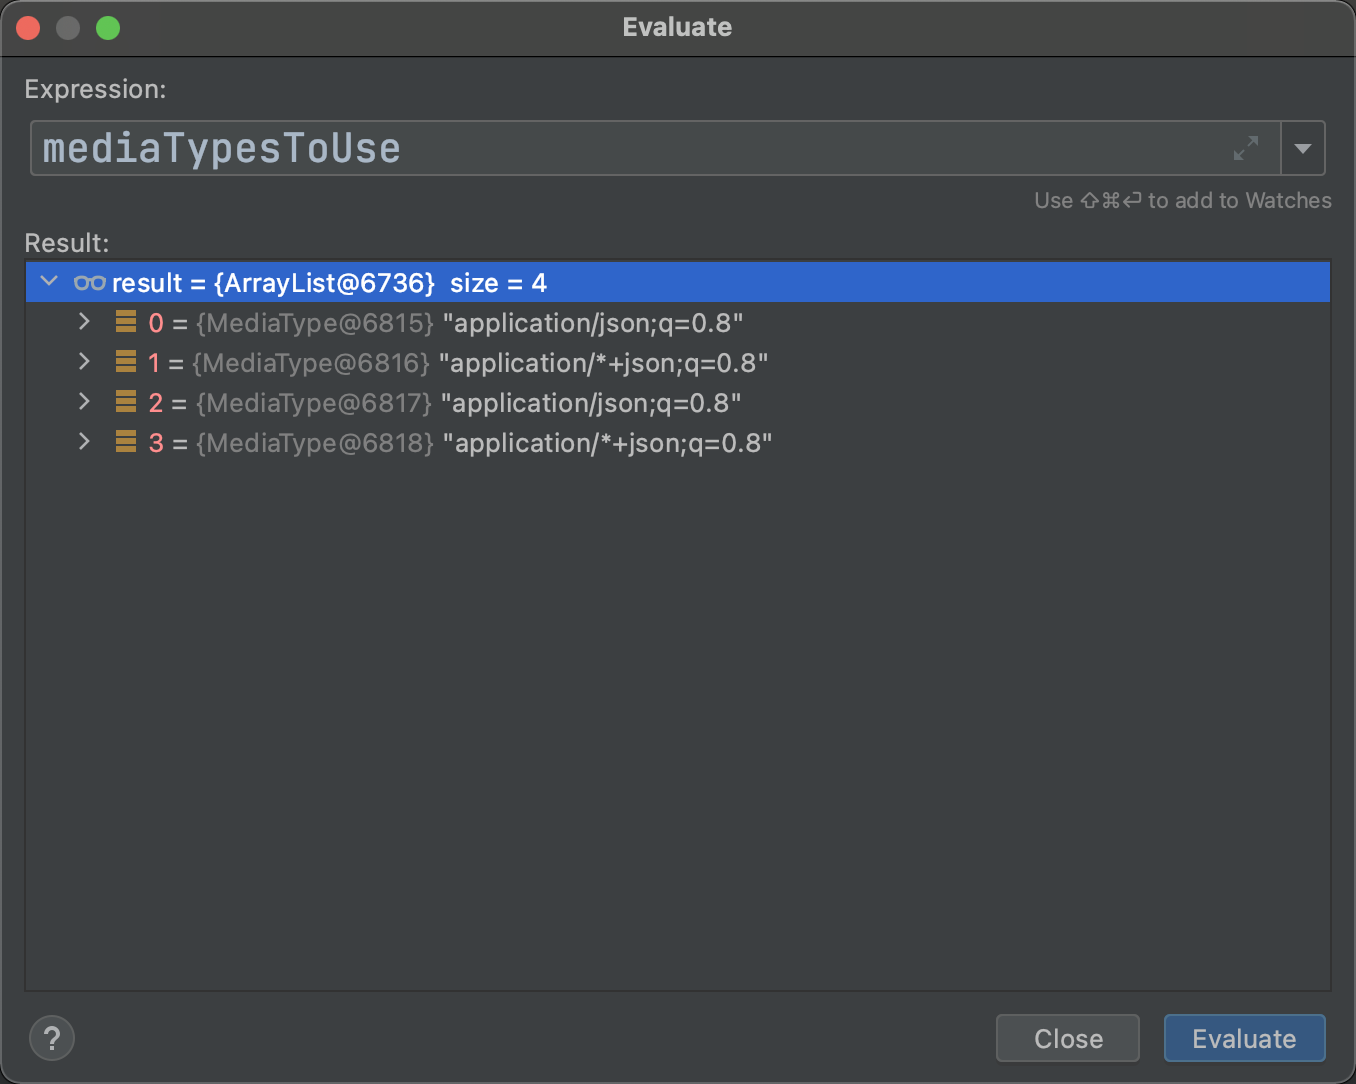 Evaluate
Expression:
mediaTypesToUse
Use ⇧⌘⏎ to add to Watches
Result:
result = {ArrayList@6736} size = 4
0 = {MediaType@6815} "application/json;q=0.8"
1 = {MediaType@6816} "application/*+json;q=0.8"
2 = {MediaType@6817} "application/json;q=0.8"
3 = {MediaType@6818} "application/*+json;q=0.8"
?
Close
Evaluate